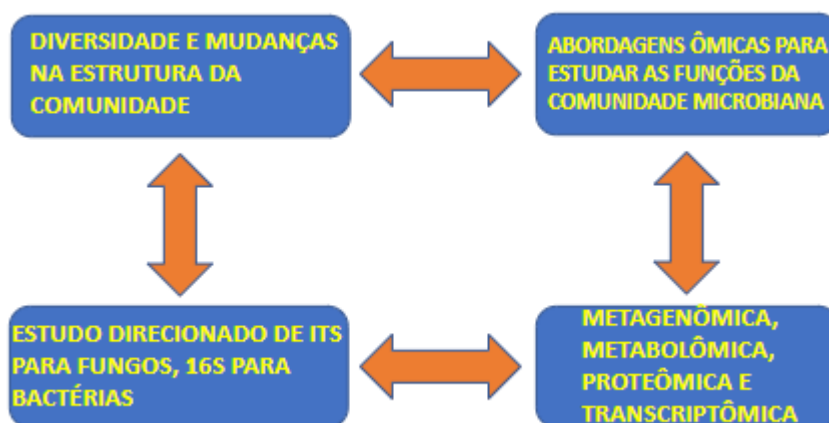 DIVERSIDADE E MUDANÇAS
NA ESTRUTURA DA
COMUNIDADE
ABORDAGENS ÔMICAS PARA
ESTUDAR AS FUNÇÕES DA
COMUNIDADE MICROBIANA
ESTUDO DIRECIONADO DE ITS
PARA FUNGOS, 16S PARA
BACTÉRIAS
METAGENÔMICA,
METABOLÔMICA,
PROTEÔMICA E
TRANSCRIPTÔMICA